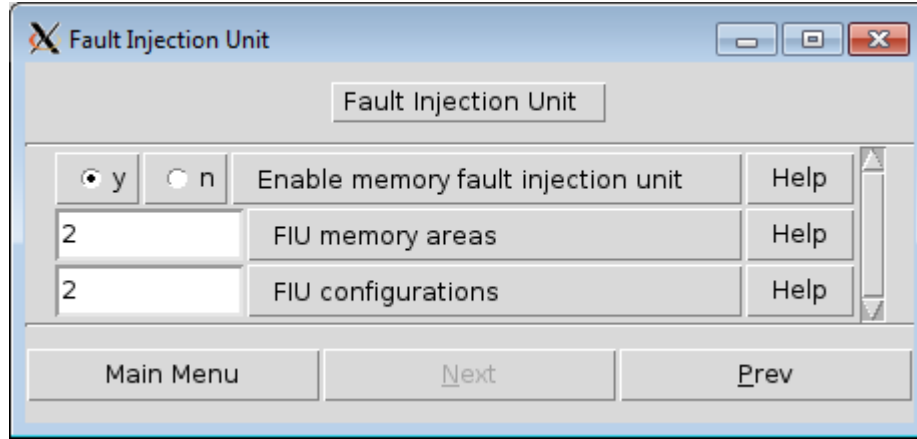 Fault Injection Unit
Fault Injection Unit
y n Enable memory fault injection unit Help
2 FIU memory areas Help
2 FIU configurations Help
Main Menu Next Prev